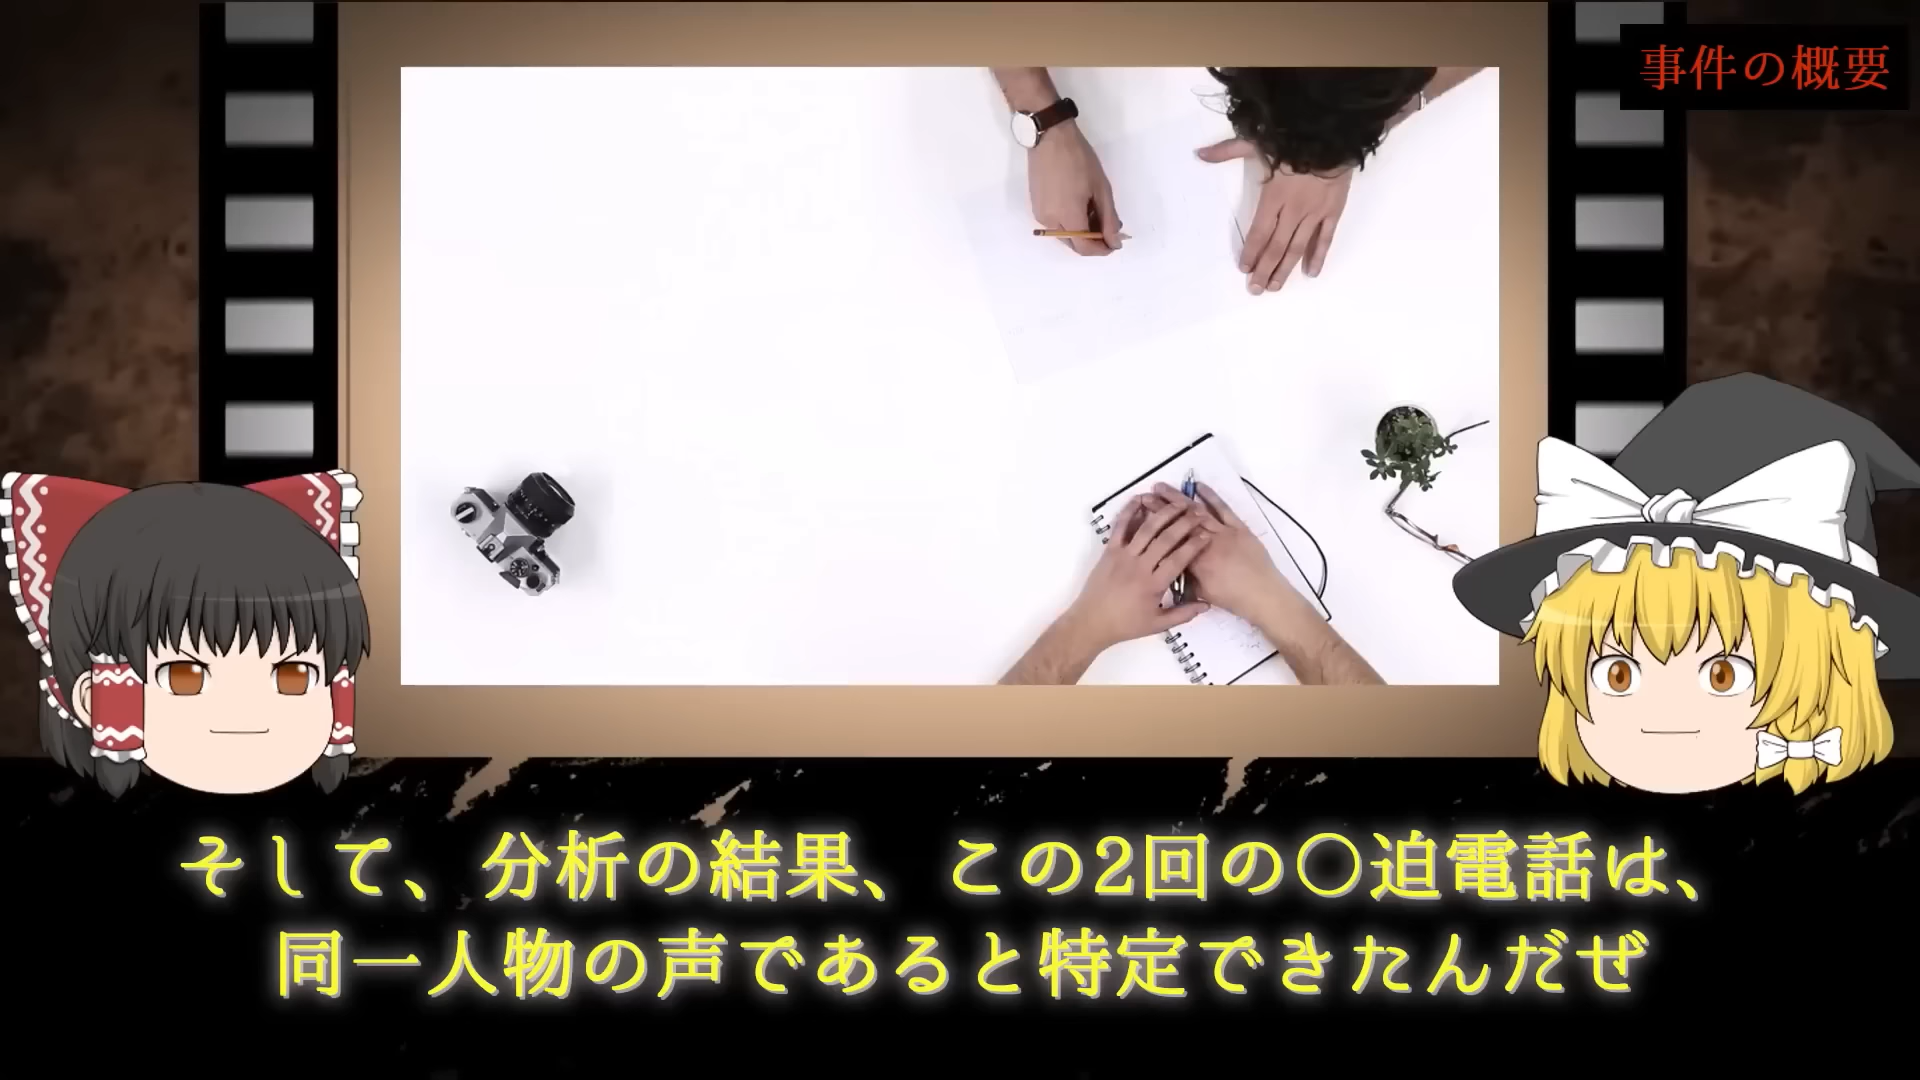 事件の概要
そして、分析の結果、この2回の〇迫電話は、
同一人物の声であると特定できたんだぜ